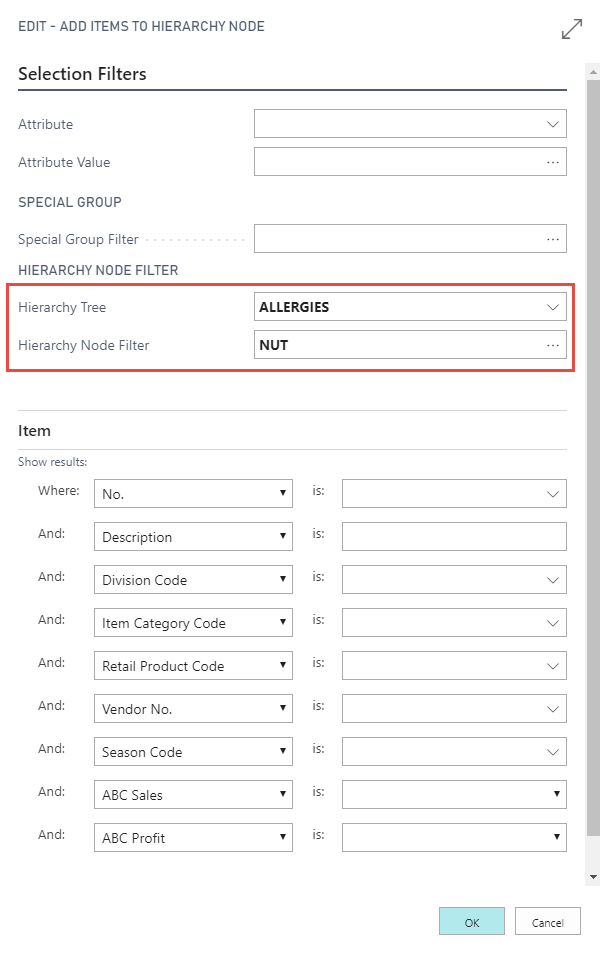 EDIT - ADD ITEMS TO HIERARCHY NODE
Selection Filters
Attribute
Attribute Value
SPECIAL GROUP
Special Group Filter
HIERARCHY NODE FILTER
Hierarchy Tree ALLERGIES
Hierarchy Node Filter NUT
Item
Show results:
Where: No. is:
And: Description is:
And: Division Code is:
And: Item Category Code is:
And: Retail Product Code is:
And: Vendor No. is:
And: Season Code is:
And: ABC Sales is:
And: ABC Profit is:
OK Cancel